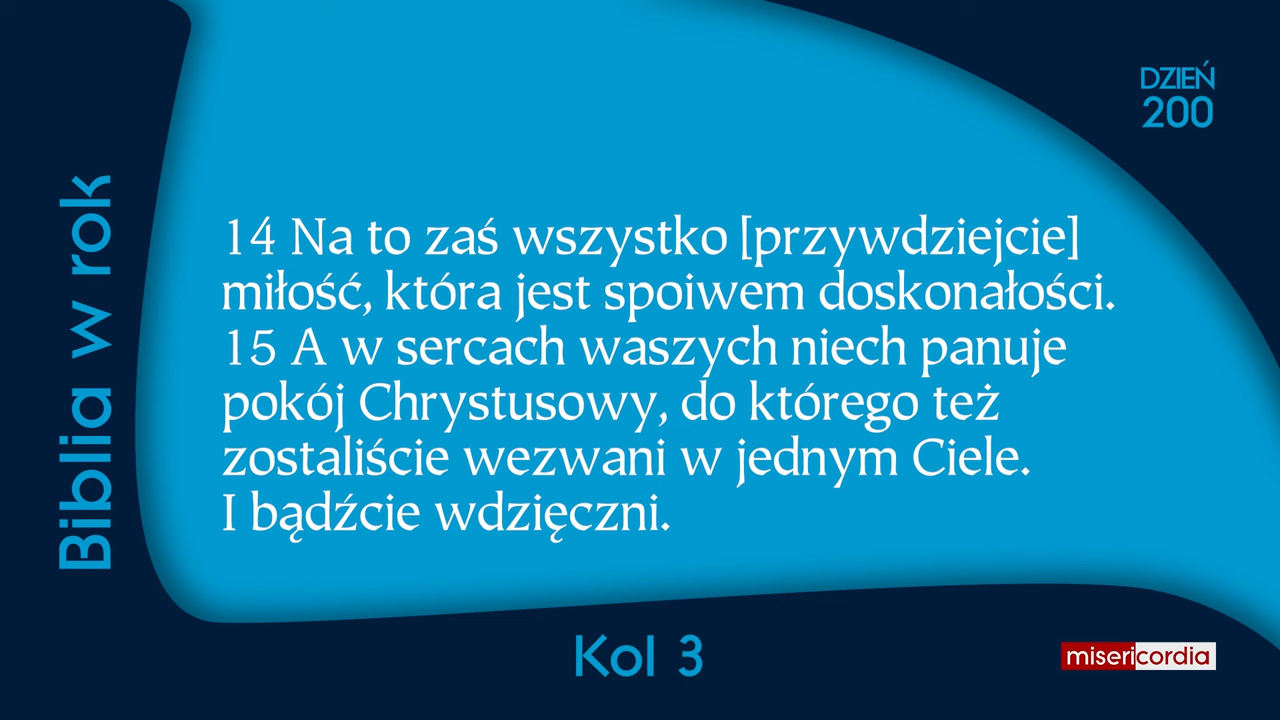 DZIEŃ
200
Biblia w rok
14 Na to zaś wszystko [przywdziejcie]
miłość, która jest spoiwem doskonałości.
15 A w sercach waszych niech panuje
pokój Chrystusowy, do którego też
zostaliście wezwani w jednym Ciele.
I bądźcie wdzięczni.
Kol 3
misericordia